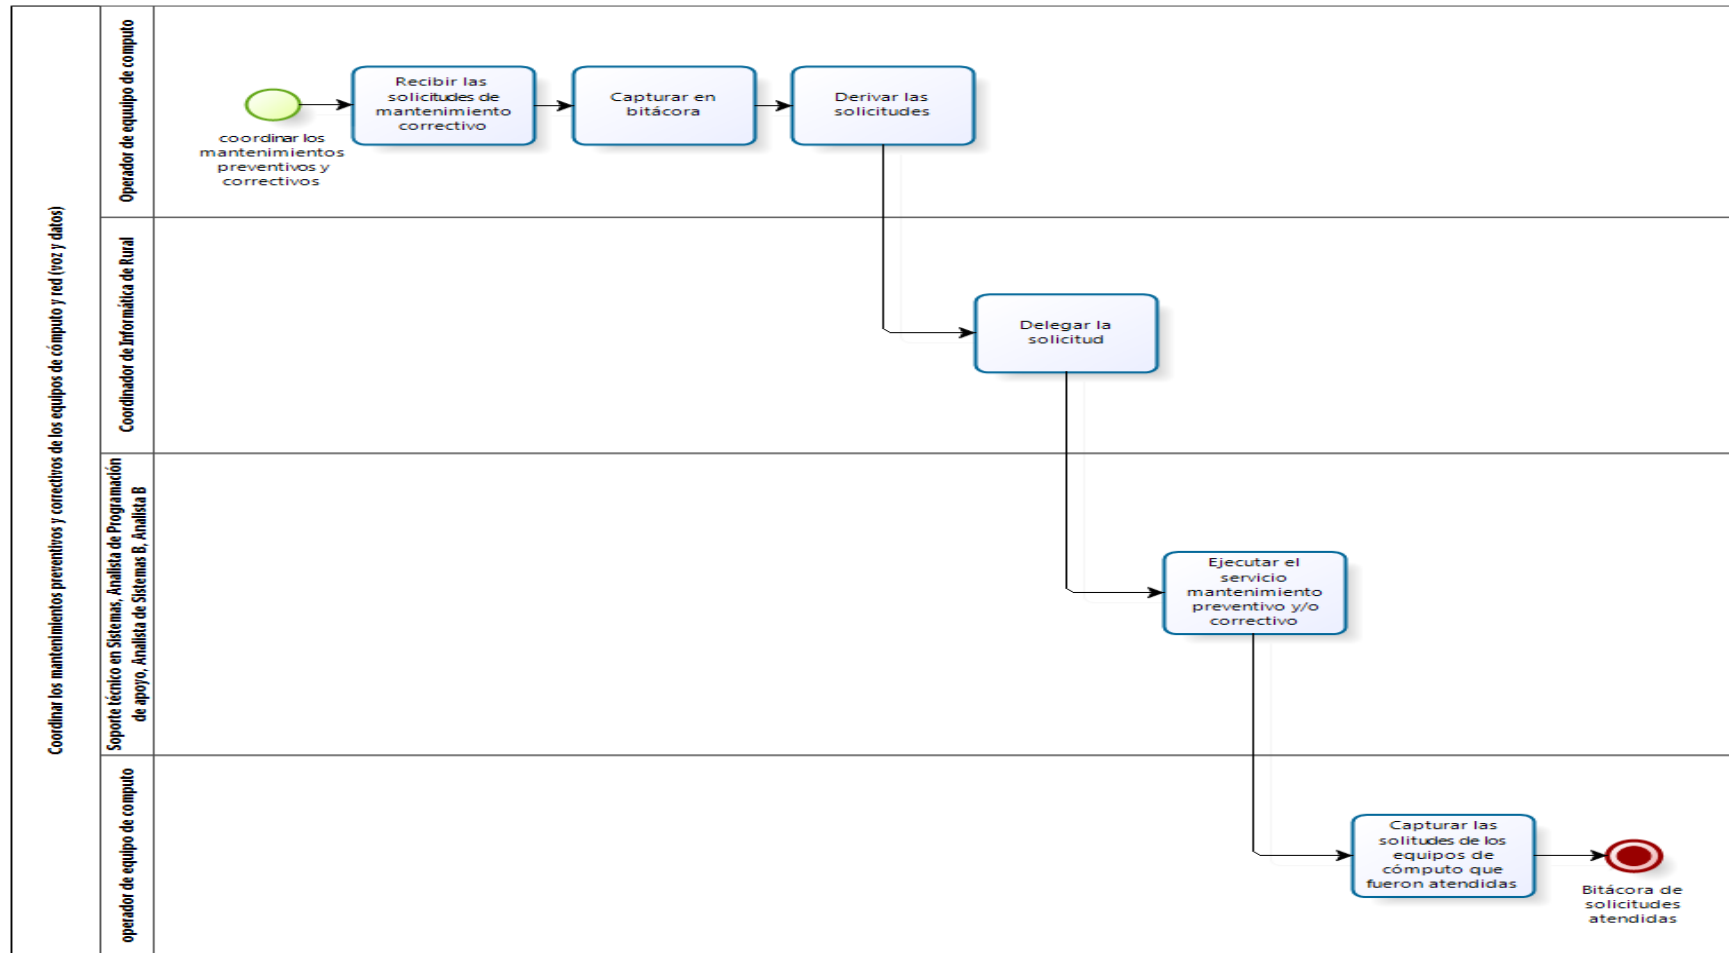 Coordinar los mantenimientos preventivos y correctivos de los equipos de cómputo y red (voz y datos)
Operador de equipo de computo
coordinar los
mantenimientos
preventivos y
correctivos
Recibir las
solicitudes de
mantenimiento
correctivo
Capturar en
bitácora
Derivar las
solicitudes
Coordinador de Informática de Rural
Delegar la
solicitud
Soporte técnico en Sistemas, Analista de Programación
de apoyo, Analista de Sistemas B, Analista B
Ejecutar el
servicio
mantenimiento
preventivo y/o
correctivo
operador de equipo de computo
Capturar las
solitudes de los
equipos de
cómputo que
fueron atendidas
Bitácora de
solicitudes
atendidas